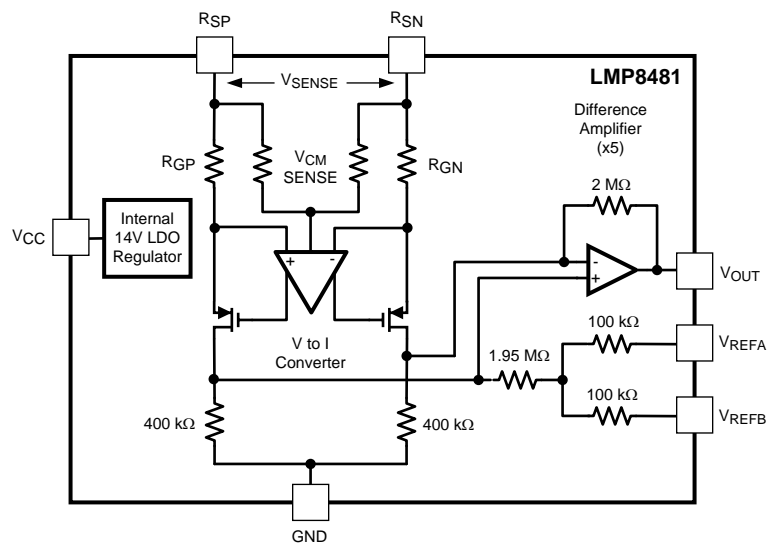 RSP
RSN
VSENSE
LMP8481
Difference
Amplifier
(x5)
RGP
VCM
SENSE
RGN
2 MΩ
VCC
Internal
14V LDO
Regulator
+
-
-
+
VOUT
V to I
Converter
100 kΩ
VREFA
1.95 MΩ
100 kΩ
VREFB
400 kΩ
400 kΩ
GND